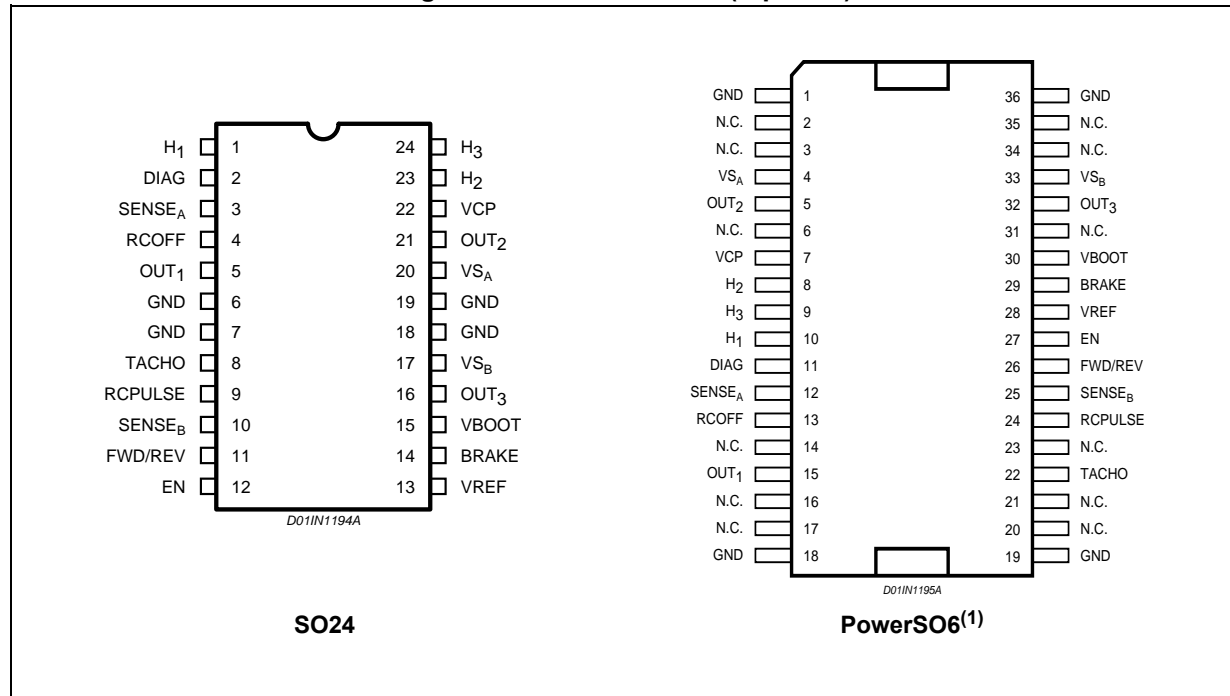 H1 1 24 H3
DIAG 2 23 H2
SENSEA 3 22 VCP
RCOFF 4 21 OUT2
OUT1 5 20 VSA
GND 6 19 GND
GND 7 18 GND
TACHO 8 17 VSB
RCPULSE 9 16 OUT3
SENSEB 10 15 VBOOT
FWD/REV 11 14 BRAKE
EN 12 13 VREF
D01IN1194A
SO24
GND 1 36 GND
N.C. 2 35 N.C.
N.C. 3 34 N.C.
VSA 4 33 VSB
OUT2 5 32 OUT3
N.C. 6 31 N.C.
VCP 7 30 VBOOT
H2 8 29 BRAKE
H3 9 28 VREF
H1 10 27 EN
DIAG 11 26 FWD/REV
SENSEA 12 25 SENSEB
RCOFF 13 24 RCPULSE
N.C. 14 23 N.C.
OUT1 15 22 TACHO
N.C. 16 21 N.C.
N.C. 17 20 N.C.
GND 18 19 GND
D01IN1195A
PowerSO6(1)